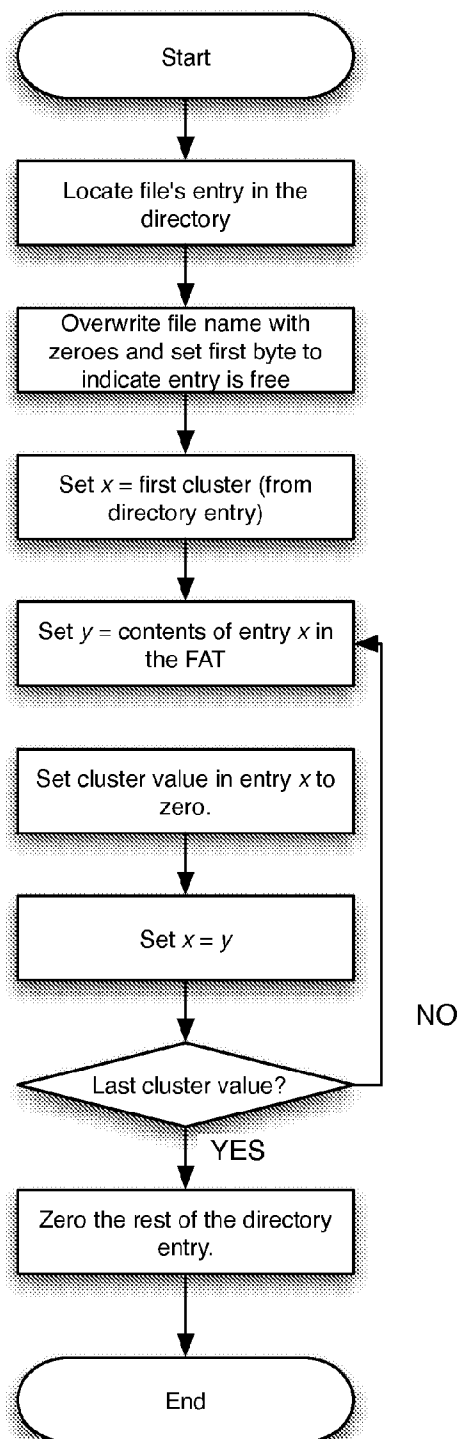 Start
Locate file's entry in the
directory
Overwrite file name with
zeroes and set first byte to
indicate entry is free
Set x = first cluster (from
directory entry)
Set y = contents of entry x in
the FAT
Set cluster value in entry x to
zero.
Set x = y
NO
Last cluster value?
YES
Zero the rest of the directory
entry.
End